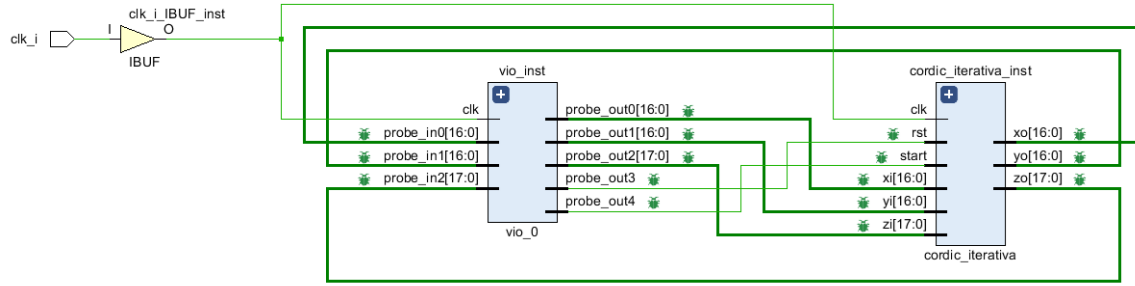 clk_i
I
clk_i_IBUF_inst
O
IBUF
vio_inst
clk
probe_in0[16:0]
probe_in1[16:0]
probe_in2[17:0]
probe_out0[16:0]
probe_out1[16:0]
probe_out2[17:0]
probe_out3
probe_out4
vio_0
cordic_iterativa_inst
clk
rst
start
xi[16:0]
yi[16:0]
zi[17:0]
xo[16:0]
yo[16:0]
zo[17:0]
cordic_iterativa